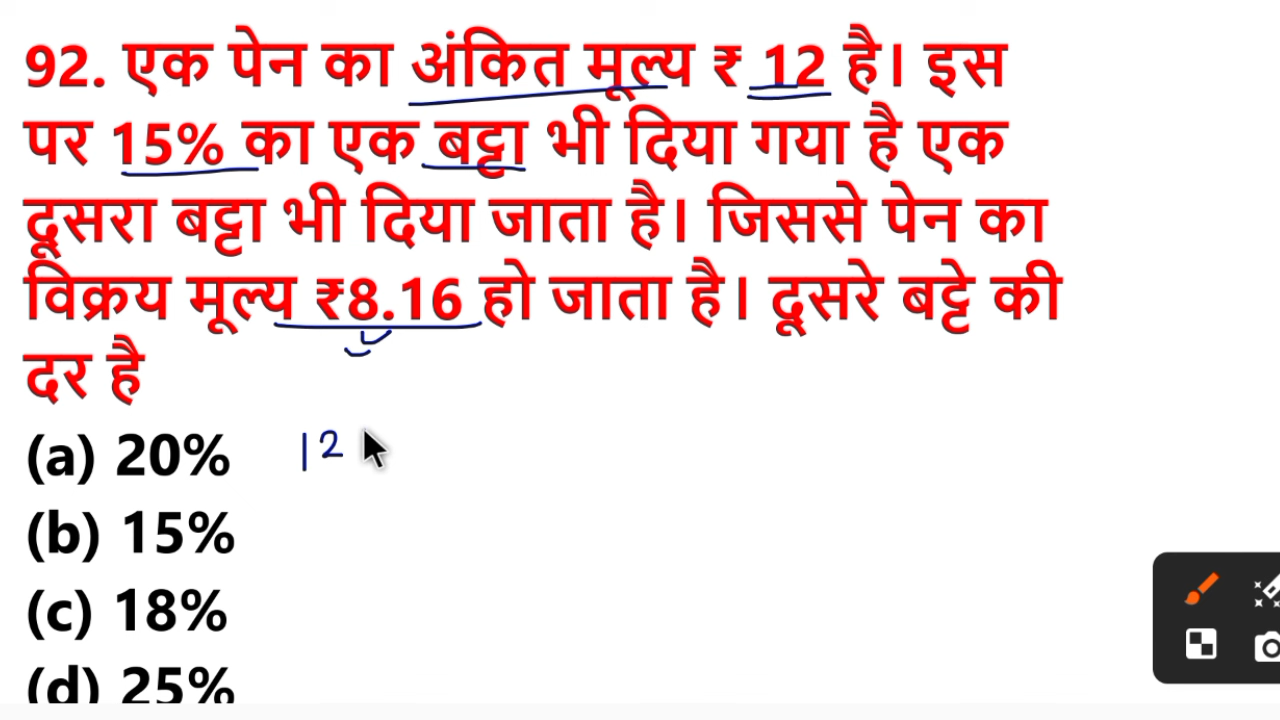 92. एक पेन का अंकित मूल्य ₹ 12 है। इस
पर 15% का एक बट्टा भी दिया गया है एक
दूसरा बट्टा भी दिया जाता है। जिससे पेन का
विक्रय मूल्य ₹8.16 हो जाता है। दूसरे बट्टे की
दर है
(a) 20%
12
(b) 15%
(c) 18%
(d) 25%